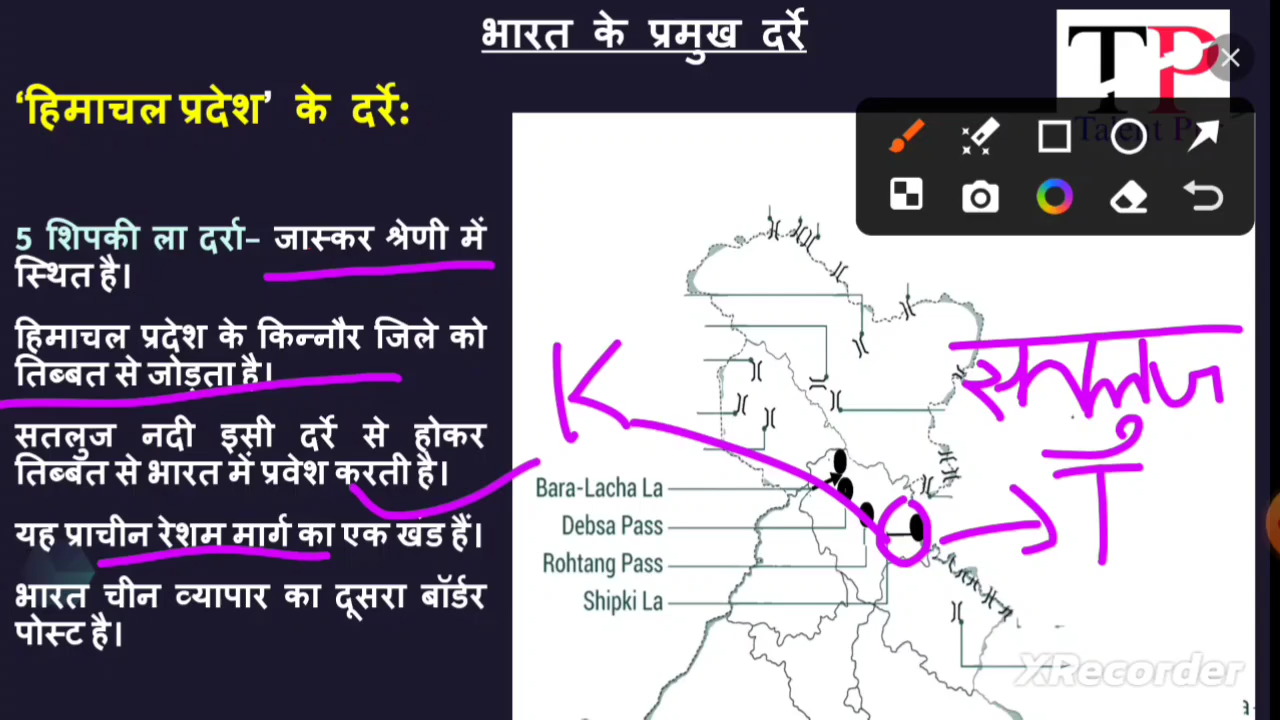 भारत के प्रमुख दर्रे
TP
‘हिमाचल प्रदेश’ के दर्रे:
5 शिपकी ला दर्रा– जास्कर श्रेणी में
स्थित है।
हिमाचल प्रदेश के किन्नौर जिले को
तिब्बत से जोड़ता है।
सतलुज नदी इसी दर्रे से होकर
तिब्बत से भारत में प्रवेश करती है।
यह प्राचीन रेशम मार्ग का एक खंड हैं।
भारत चीन व्यापार का दूसरा बॉर्डर
पोस्ट है।
K
सतलुज
T
Bara-Lacha La
Debsa Pass
Rohtang Pass
Shipki La
XRecorder